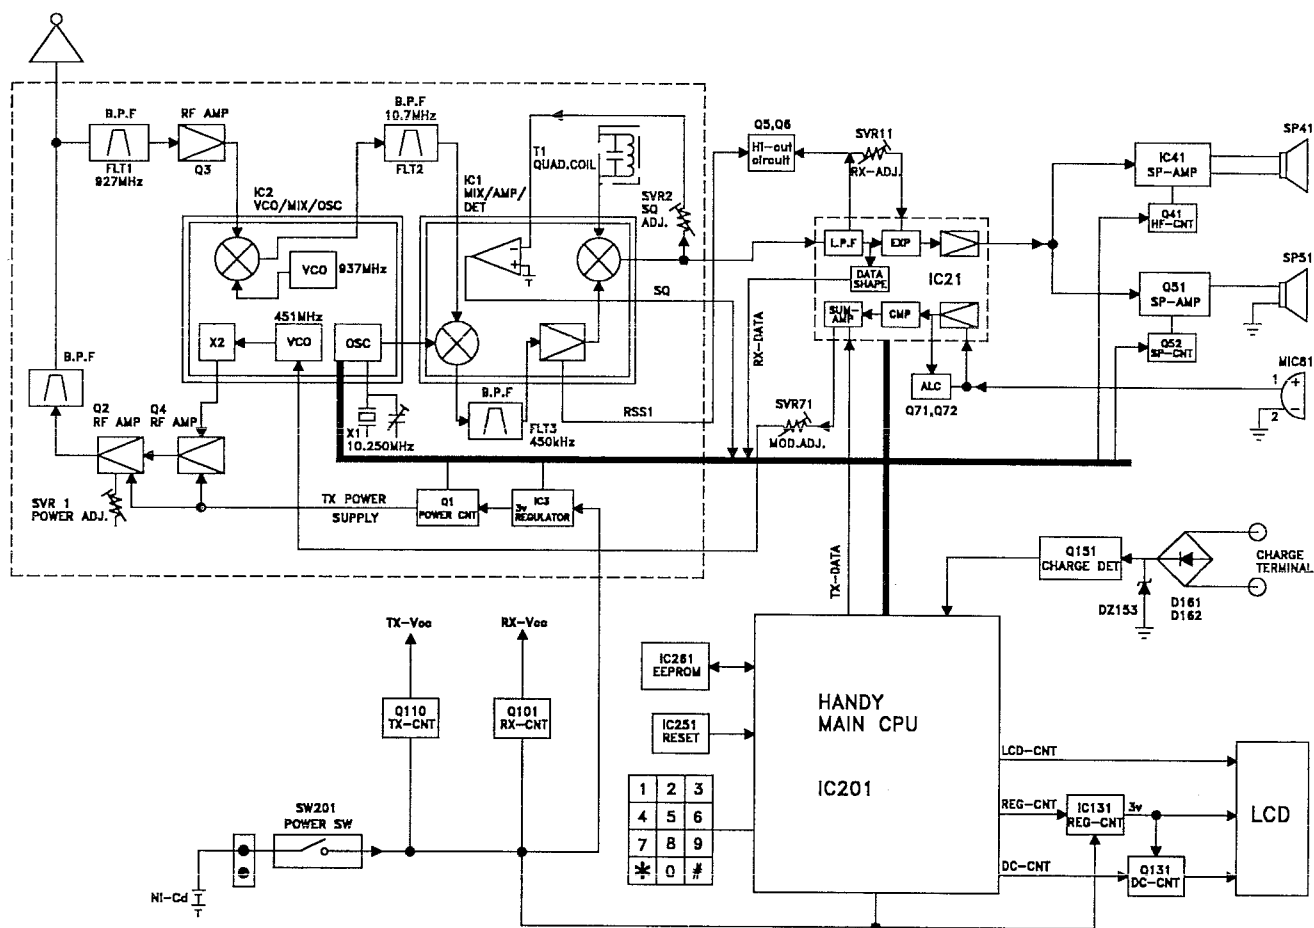 B.P.F
FLT1
927MHz
RF AMP
Q3
B.P.F
10.7MHz
FLT2
IC2
VCO/MIX/OSC
IC1
MIX/AMP/
DET
T1
QUAD.COIL
SVR2
SQ
ADJ.
Q5,Q6
HI-cut
circuit
SVR11
RX-ADJ.
SP41
IC41
SP-AMP
Q41
HF-CNT
VCO
937MHz
L.P.F
EXP
IC21
DATA
SHAPE
SUM-
AMP
CMP
SP51
Q51
SP-AMP
Q52
SP-CNT
SQ
RX-DATA
451MHz
X2
VCO
OSC
-
+
MIC61
1
2
ALC
Q71,Q72
B.P.F
Q2
RF AMP
Q4
RF AMP
X1
10.250MHz
B.P.F
FLT3
450kHz
RSS1
SVR71
MOD.ADJ.
SVR 1
POWER ADJ.
TX POWER
SUPPLY
Q1
POWER CNT
IC3
3v
REGULATOR
TX-DATA
Q151
CHARGE DET
CHARGE
TERMINAL
DZ153
D161
D162
TX-Vcc
RX-Vcc
Q110
TX-CNT
Q101
RX-CNT
IC261
EEPROM
IC251
RESET
HANDY
MAIN CPU
IC201
1 2 3
4 5 6
7 8 9
* 0 #
LCD-CNT
REG-CNT
IC131
REG-CNT
3v
LCD
DC-CNT
Q131
DC-CNT
SW201
POWER SW
Ni-Cd